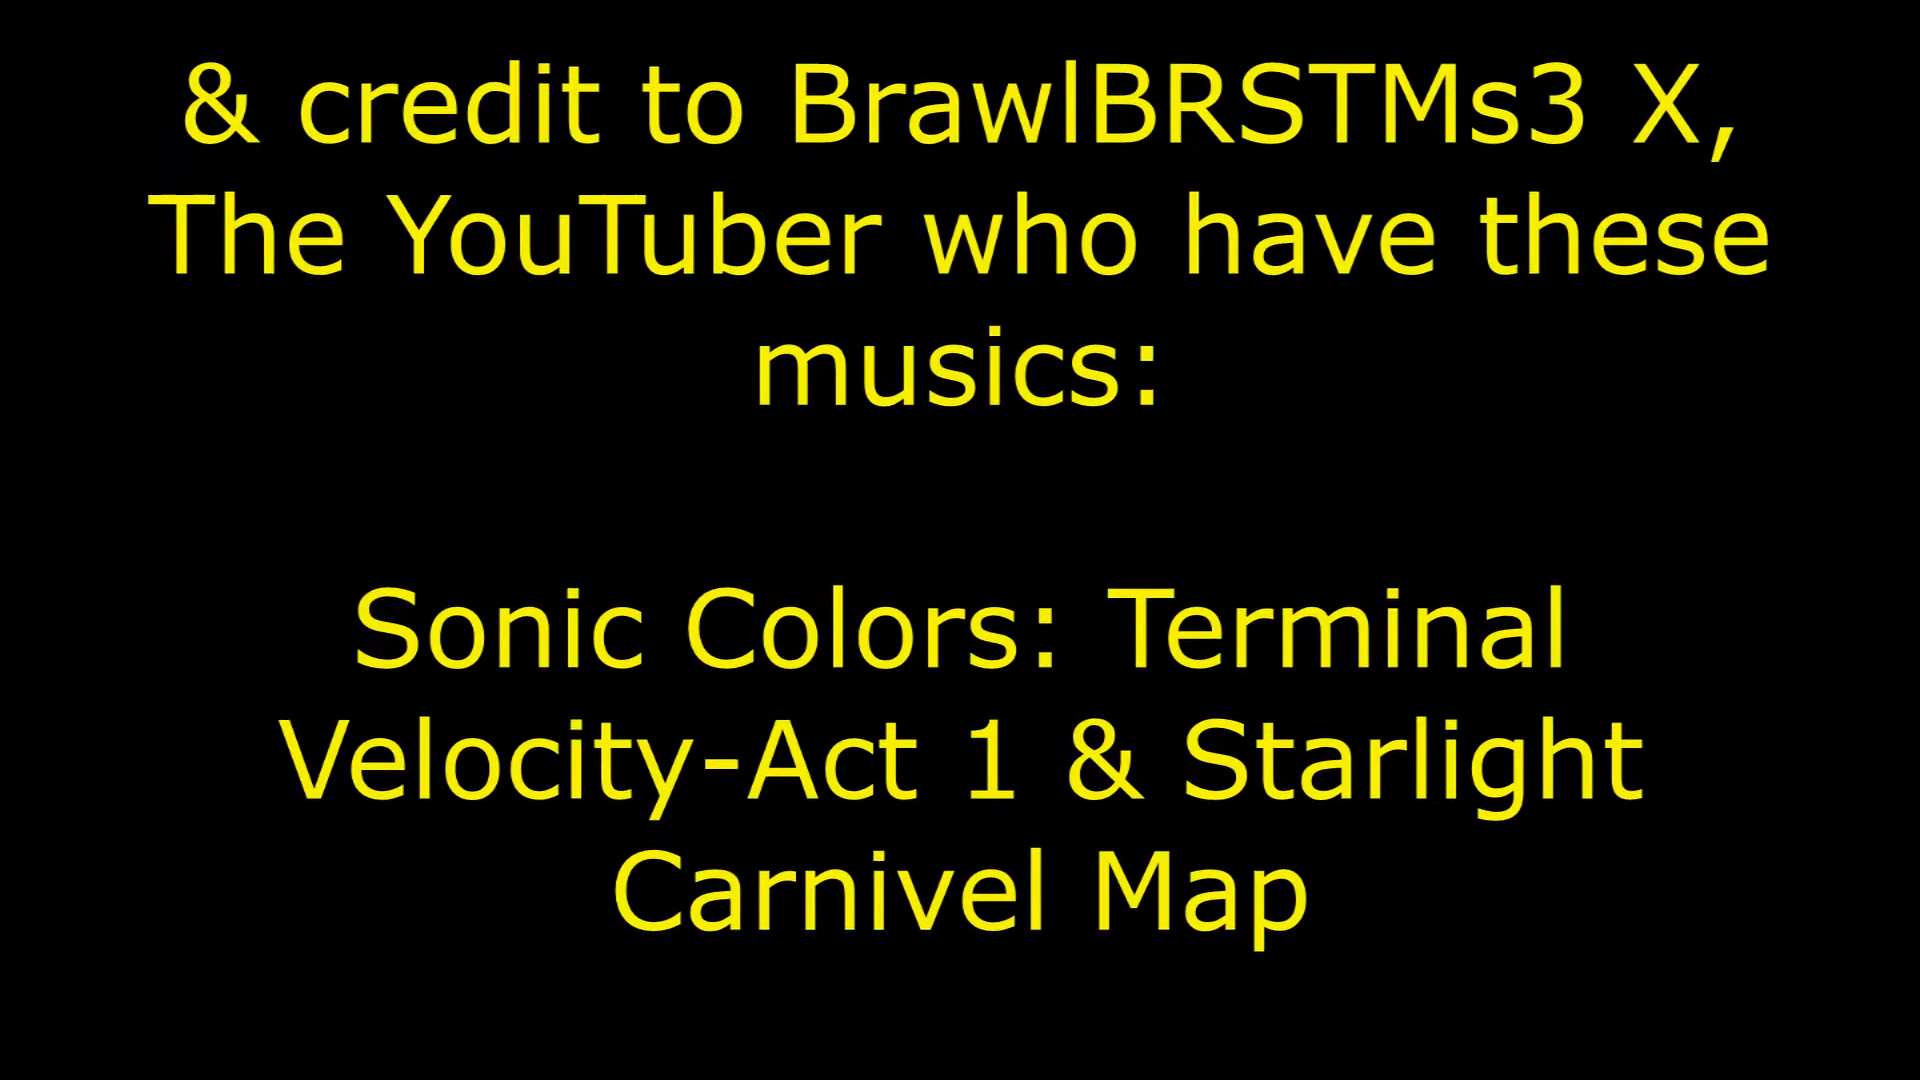 & credit to BrawlBRSTMs3 X,
The YouTuber who have these
musics:
Sonic Colors: Terminal
Velocity-Act 1 & Starlight
Carnivel Map